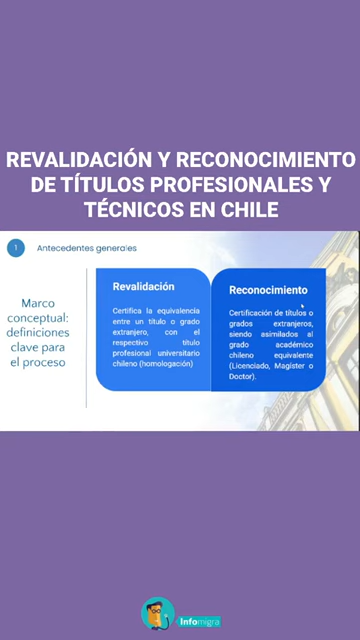 REVALIDACIÓN Y RECONOCIMIENTO
DE TÍTULOS PROFESIONALES Y
TÉCNICOS EN CHILE
1 Antecedentes generales
Marco
conceptual:
definiciones
clave para
el proceso
Revalidación
Certifica la equivalencia
entre un título o grado
extranjero, con el
respectivo título
profesional universitario
chileno (homologación)
Reconocimiento
Certificación de títulos o
grados extranjeros,
siendo asimilados al
grado académico
chileno equivalente
(Licenciado, Magíster o
Doctor).
Infomigra